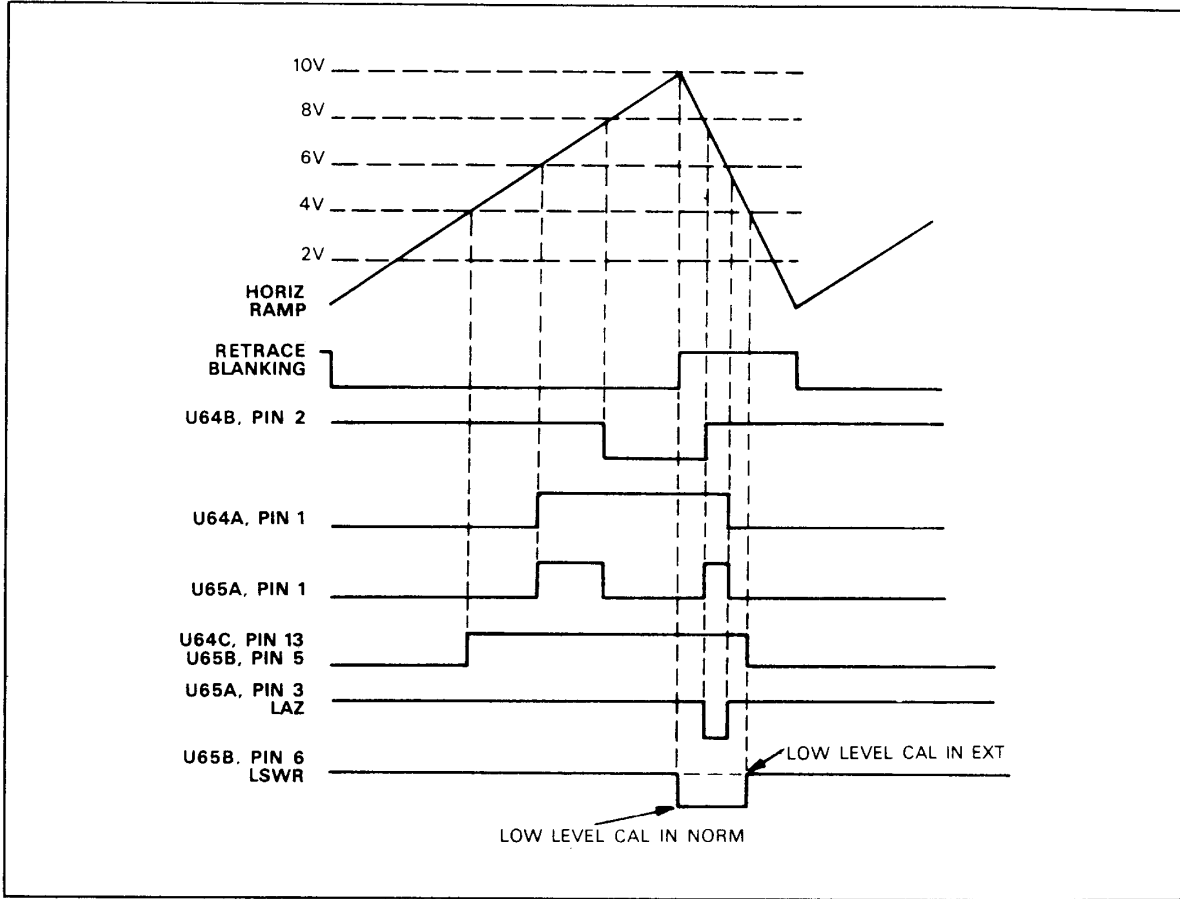 10V
8V
6V
4V
2V
HORIZ
RAMP
RETRACE
BLANKING
U64B, PIN 2
U64A, PIN 1
U65A, PIN 1
U64C, PIN 13
U65B, PIN 5
U65A, PIN 3
LAZ
U65B, PIN 6
LSWR
LOW LEVEL CAL IN EXT
LOW LEVEL CAL IN NORM